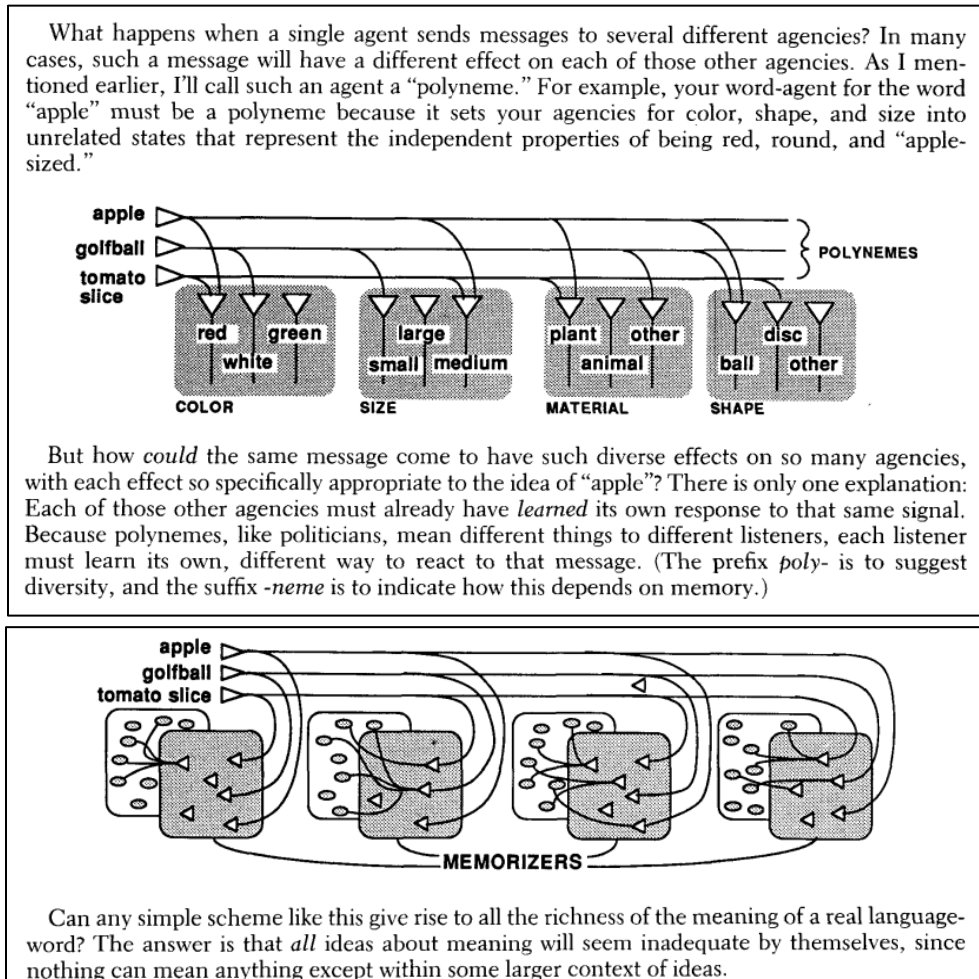 What happens when a single agent sends messages to several different agencies? In many
cases, such a message will have a different effect on each of those other agencies. As I men-
tioned earlier, I'll call such an agent a “polyneme.” For example, your word-agent for the word
“apple” must be a polyneme because it sets your agencies for color, shape, and size into
unrelated states that represent the independent properties of being red, round, and “apple-
sized.”
apple
golfball
tomato
slice
POLYNEMES
red
green
white
large
small
medium
plant
other
animal
disc
ball
other
COLOR
SIZE
MATERIAL
SHAPE
But how could the same message come to have such diverse effects on so many agencies,
with each effect so specifically appropriate to the idea of “apple”? There is only one explanation:
Each of those other agencies must already have learned its own response to that same signal.
Because polynemes, like politicians, mean different things to different listeners, each listener
must learn its own, different way to react to that message. (The prefix poly- is to suggest
diversity, and the suffix -neme is to indicate how this depends on memory.)
apple
golfball
tomato slice
MEMORIZERS
Can any simple scheme like this give rise to all the richness of the meaning of a real language-
word? The answer is that all ideas about meaning will seem inadequate by themselves, since
nothing can mean anything except within some larger context of ideas.